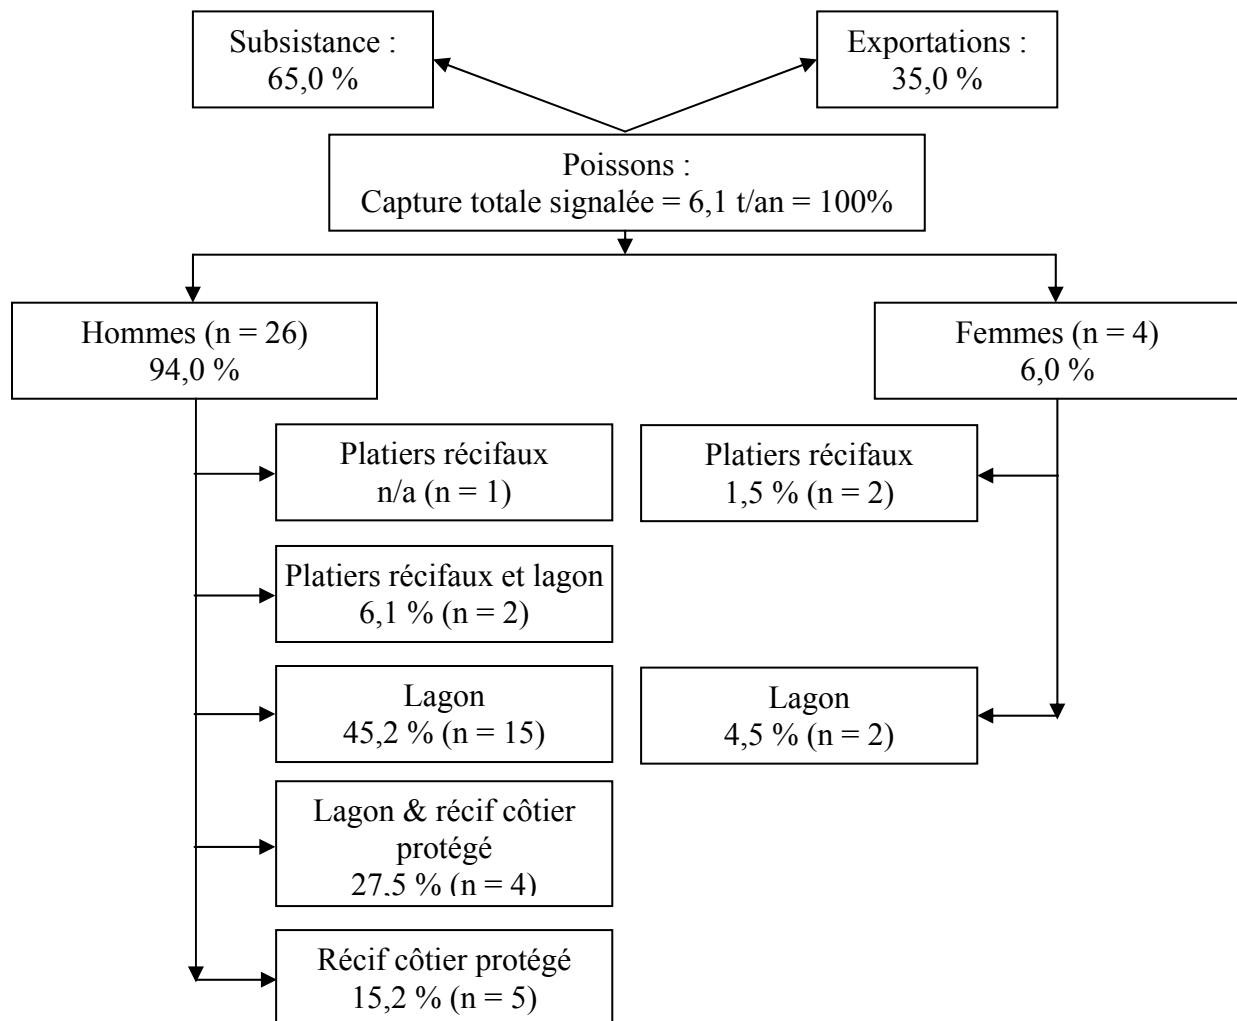 Subsistance :
65,0 %
Exportations :
35,0 %
Poissons :
Capture totale signalée = 6,1 t/an = 100%
Hommes (n = 26)
94,0 %
Femmes (n = 4)
6,0 %
Platiers récifaux
n/a (n = 1)
Platiers récifaux
1,5 % (n = 2)
Platiers récifaux et lagon
6,1 % (n = 2)
Lagon
45,2 % (n = 15)
Lagon
4,5 % (n = 2)
Lagon & récif côtier
protégé
27,5 % (n = 4)
Récif côtier protégé
15,2 % (n = 5)